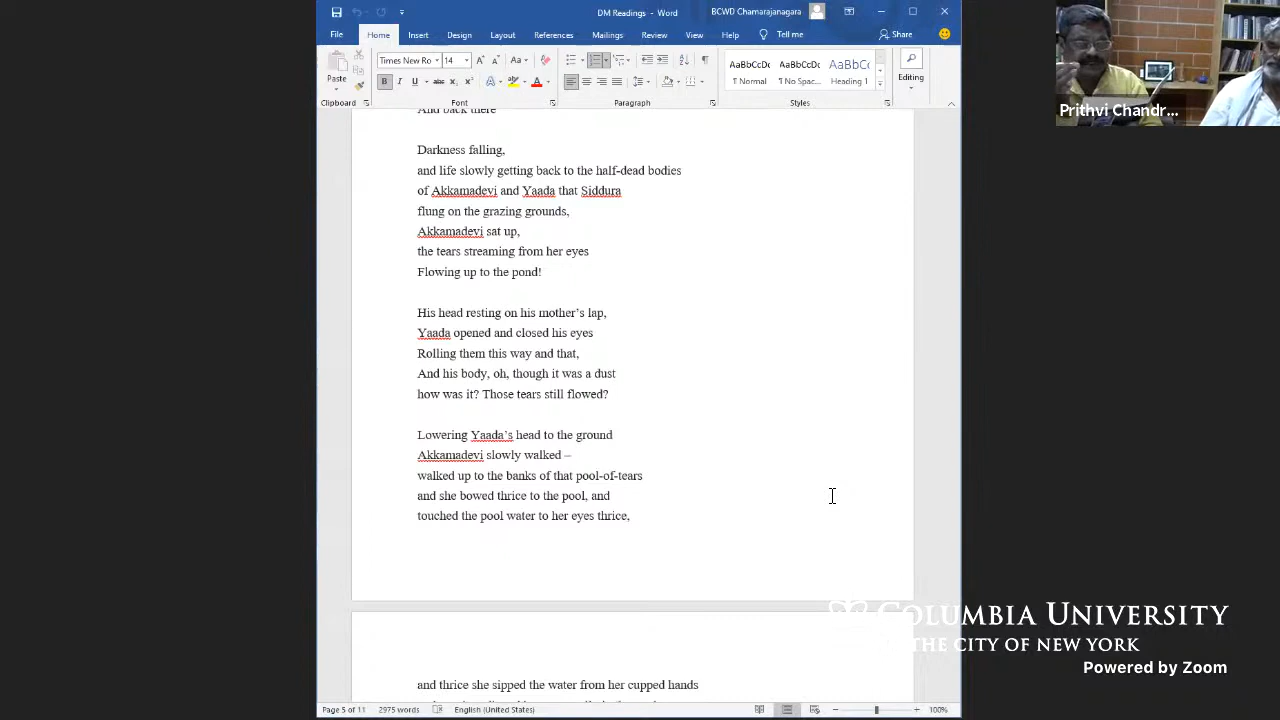 DM Readings - Word
BCWD Chamarajanagara
File Home Insert Design Layout References Mailings Review View Help Tell me Share
Times New Ro 14
Paste
Clipboard Font Paragraph Styles
AaBbCcDc AaBbCcDc AaBbC
¶ Normal ¶ No Spac... Heading 1
Editing
And back there
Darkness falling,
and life slowly getting back to the half-dead bodies
of Akkamadevi and Yaada that Siddura
flung on the grazing grounds,
Akkamadevi sat up,
the tears streaming from her eyes
Flowing up to the pond!
His head resting on his mother's lap,
Yaada opened and closed his eyes
Rolling them this way and that,
And his body, oh, though it was a dust
how was it? Those tears still flowed?
Lowering Yaada's head to the ground
Akkamadevi slowly walked –
walked up to the banks of that pool-of-tears
and she bowed thrice to the pool, and
touched the pool water to her eyes thrice,
and thrice she sipped the water from her cupped hands
Page 5 of 11 2975 words English (United States) 100%
Prithvi Chandr...
COLUMBIA UNIVERSITY
THE CITY OF NEW YORK
Powered by Zoom